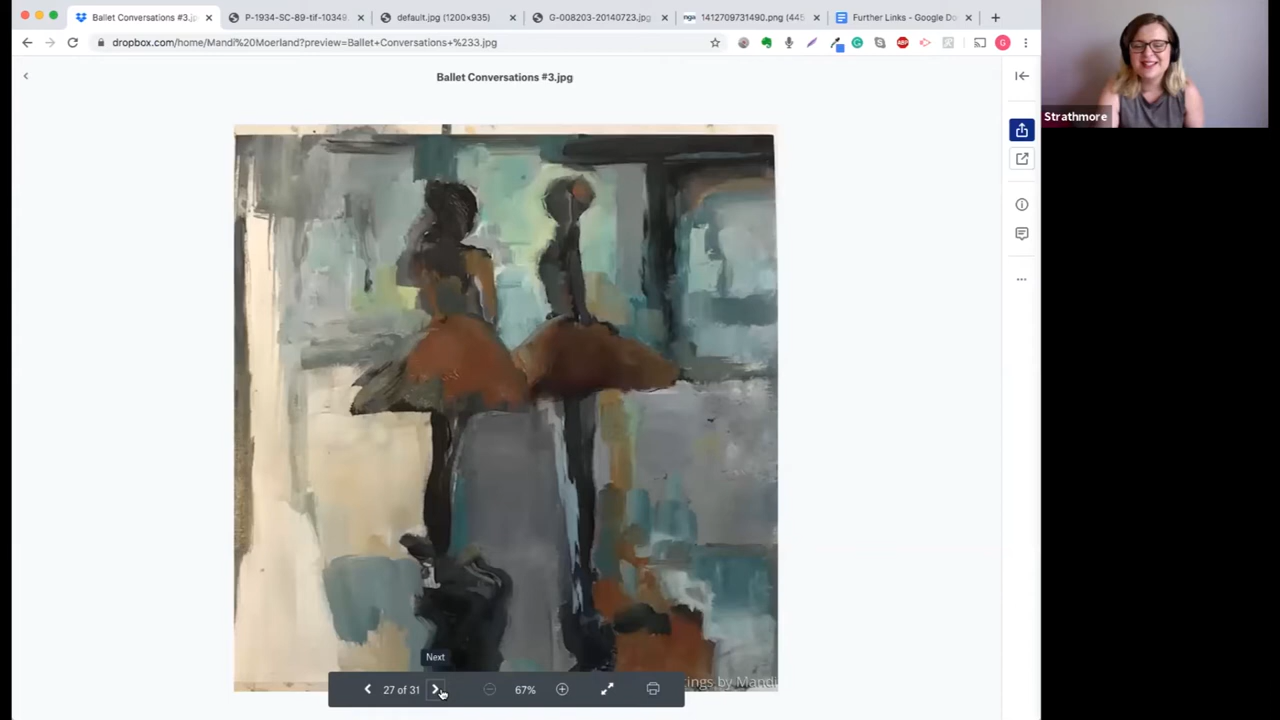 Ballet Conversations #3.jp
P-1934-SC-89-tif-10349
default.jpg (1200×935)
G-008203-20140723.jpg
nga
1412709731490.png (445
Further Links - Google Do
dropbox.com/home/Mandi%20Moerland?preview=Ballet+Conversations+%233.jpg
ABP
G
Ballet Conversations #3.jpg
Strathmore
Next
27 of 31
67%
ings by Mandi